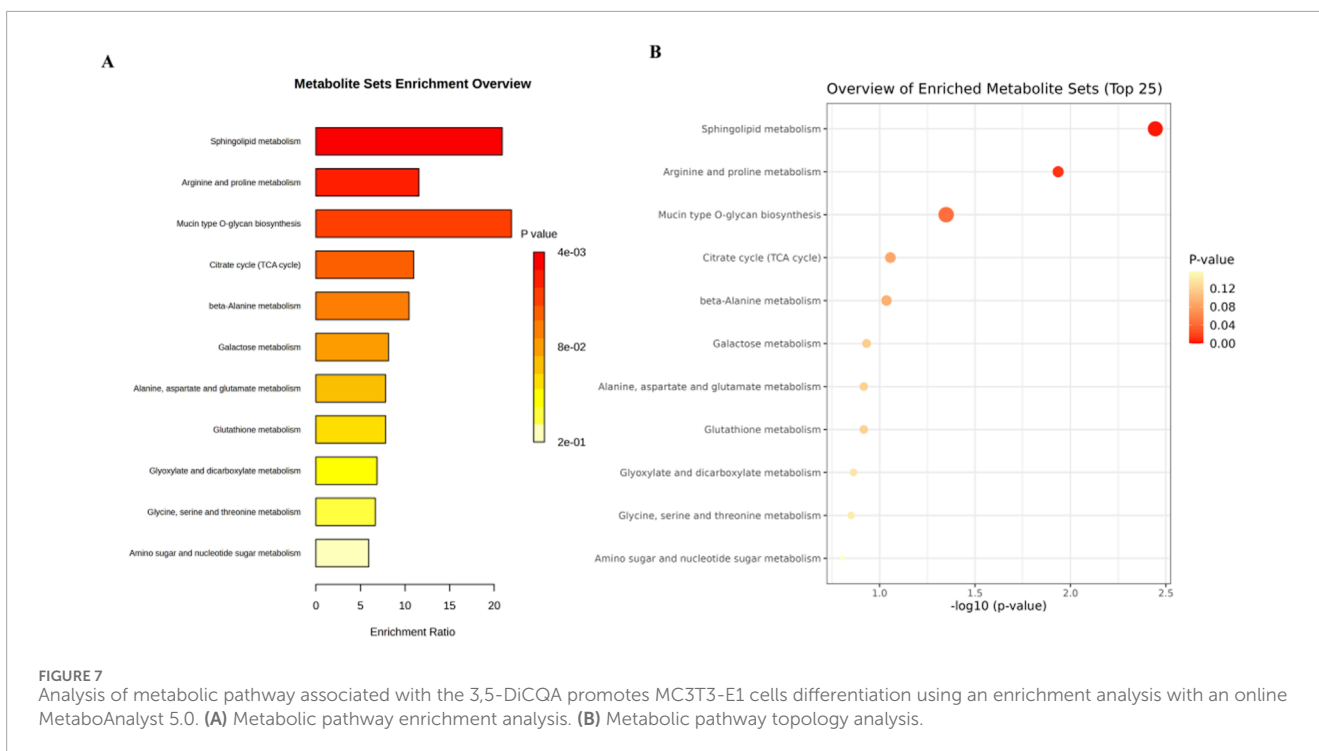 A
Metabolite Sets Enrichment Overview
Sphingolipid metabolism
Arginine and proline metabolism
Mucin type O-glycan biosynthesis
Citrate cycle (TCA cycle)
beta-Alanine metabolism
Galactose metabolism
Alanine, aspartate and glutamate metabolism
Glutathione metabolism
Glyoxylate and dicarboxylate metabolism
Glycine, serine and threonine metabolism
Amino sugar and nucleotide sugar metabolism
0 5 10 15 20
Enrichment Ratio
P value
4e-03
8e-02
2e-01
B
Overview of Enriched Metabolite Sets (Top 25)
Sphingolipid metabolism
Arginine and proline metabolism
Mucin type O-glycan biosynthesis
Citrate cycle (TCA cycle)
beta-Alanine metabolism
Galactose metabolism
Alanine, aspartate and glutamate metabolism
Glutathione metabolism
Glyoxylate and dicarboxylate metabolism
Glycine, serine and threonine metabolism
Amino sugar and nucleotide sugar metabolism
1.0 1.5 2.0 2.5
-log10 (p-value)
P-value
0.12
0.08
0.04
0.00
FIGURE 7
Analysis of metabolic pathway associated with the 3,5-DiCQA promotes MC3T3-E1 cells differentiation using an enrichment analysis with an online
MetaboAnalyst 5.0. (A) Metabolic pathway enrichment analysis. (B) Metabolic pathway topology analysis.